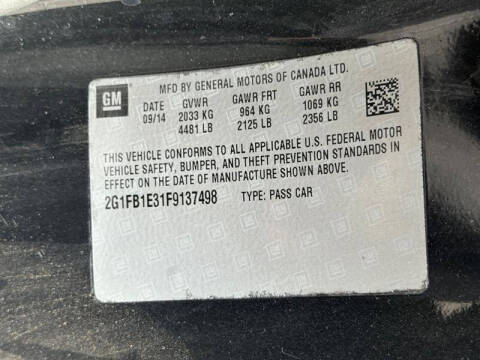 MFD BY GENERAL MOTORS OF CANADA LTD.
GM
DATE GVWR GAWR FRT GAWR RR
09/14 2033 KG 964 KG 1069 KG
4481 LB 2125 LB 2356 LB
THIS VEHICLE CONFORMS TO ALL APPLICABLE U.S. FEDERAL MOTOR
VEHICLE SAFETY, BUMPER, AND THEFT PREVENTION STANDARDS IN
EFFECT ON THE DATE OF MANUFACTURE SHOWN ABOVE.
2G1FB1E31F9137498 TYPE: PASS CAR